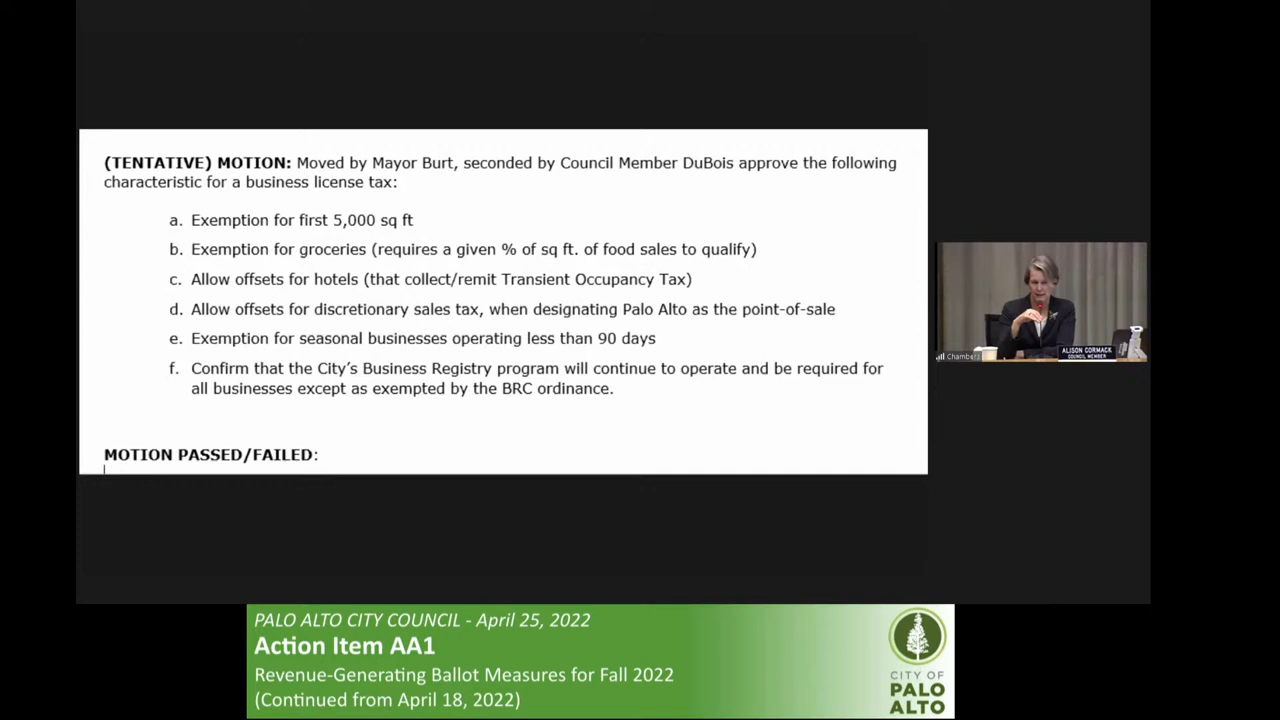 (TENTATIVE) MOTION: Moved by Mayor Burt, seconded by Council Member DuBois approve the following
characteristic for a business license tax:
a. Exemption for first 5,000 sq ft
b. Exemption for groceries (requires a given % of sq ft. of food sales to qualify)
c. Allow offsets for hotels (that collect/remit Transient Occupancy Tax)
d. Allow offsets for discretionary sales tax, when designating Palo Alto as the point-of-sale
e. Exemption for seasonal businesses operating less than 90 days
f. Confirm that the City's Business Registry program will continue to operate and be required for
all businesses except as exempted by the BRC ordinance.
MOTION PASSED/FAILED:
ALISON CORMACK
COUNCIL MEMBER
PALO ALTO CITY COUNCIL - April 25, 2022
Action Item AA1
Revenue-Generating Ballot Measures for Fall 2022
(Continued from April 18, 2022)
CITY OF
PALO
ALTO